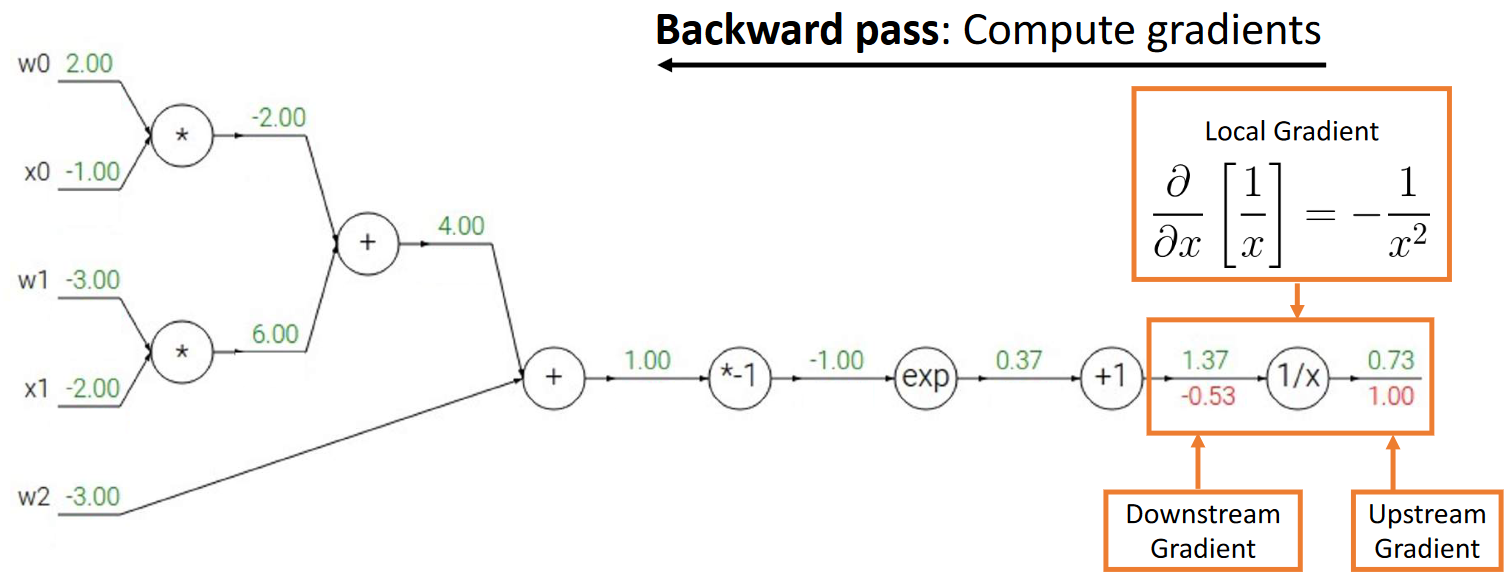 Backward pass: Compute gradients
w0 2.00
-2.00
*
x0 -1.00
Local Gradient
∂/∂x [1/x] = -1/x²
4.00
+
w1 -3.00
6.00
*
x1 -2.00
+
1.00
*-1
-1.00
exp
0.37
+1
1.37
-0.53
1/x
0.73
1.00
w2 -3.00
Downstream
Gradient
Upstream
Gradient